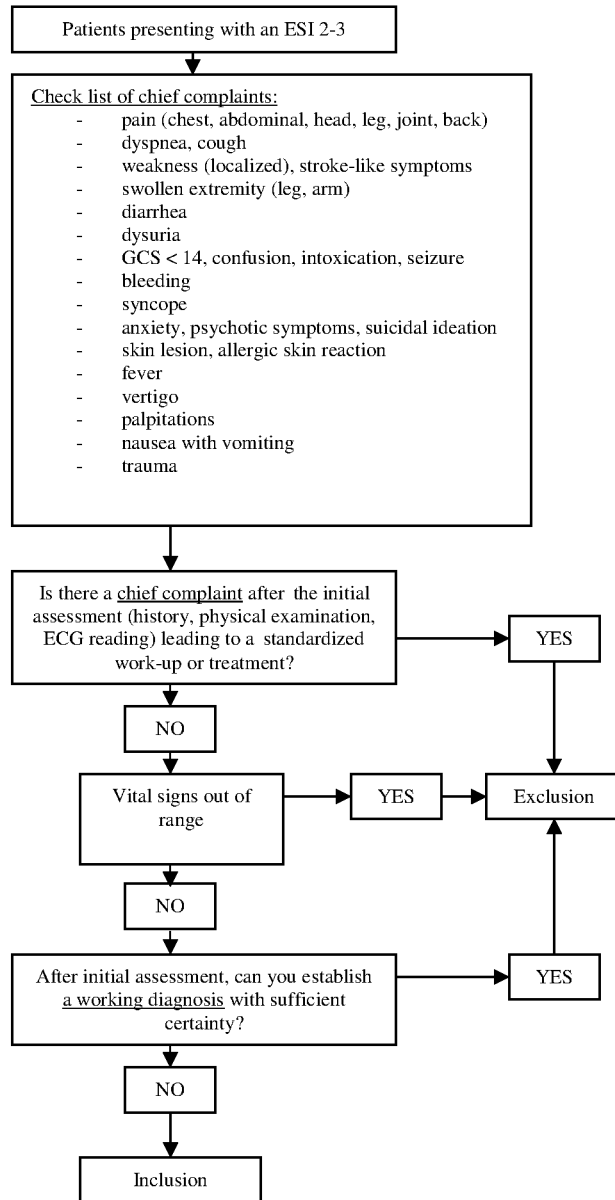 Patients presenting with an ESI 2-3
Check list of chief complaints:
- pain (chest, abdominal, head, leg, joint, back)
- dyspnea, cough
- weakness (localized), stroke-like symptoms
- swollen extremity (leg, arm)
- diarrhea
- dysuria
- GCS < 14, confusion, intoxication, seizure
- bleeding
- syncope
- anxiety, psychotic symptoms, suicidal ideation
- skin lesion, allergic skin reaction
- fever
- vertigo
- palpitations
- nausea with vomiting
- trauma
Is there a chief complaint after the initial
assessment (history, physical examination,
ECG reading) leading to a standardized
work-up or treatment?
YES
NO
Vital signs out of
range
YES
Exclusion
NO
After initial assessment, can you establish
a working diagnosis with sufficient
certainty?
YES
NO
Inclusion